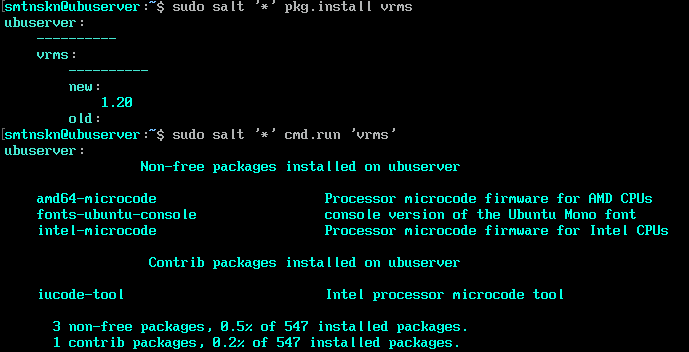 smtnskn@ubuserver:~$ sudo salt '*' pkg.install vrms
ubuserver:
----------
vrms:
----------
new:
1.20
old:
smtnskn@ubuserver:~$ sudo salt '*' cmd.run 'vrms'
ubuserver:
Non-free packages installed on ubuserver
amd64-microcode Processor microcode firmware for AMD CPUs
fonts-ubuntu-console console version of the Ubuntu Mono font
intel-microcode Processor microcode firmware for Intel CPUs
Contrib packages installed on ubuserver
iucode-tool Intel processor microcode tool
3 non-free packages, 0.5% of 547 installed packages.
1 contrib packages, 0.2% of 547 installed packages.